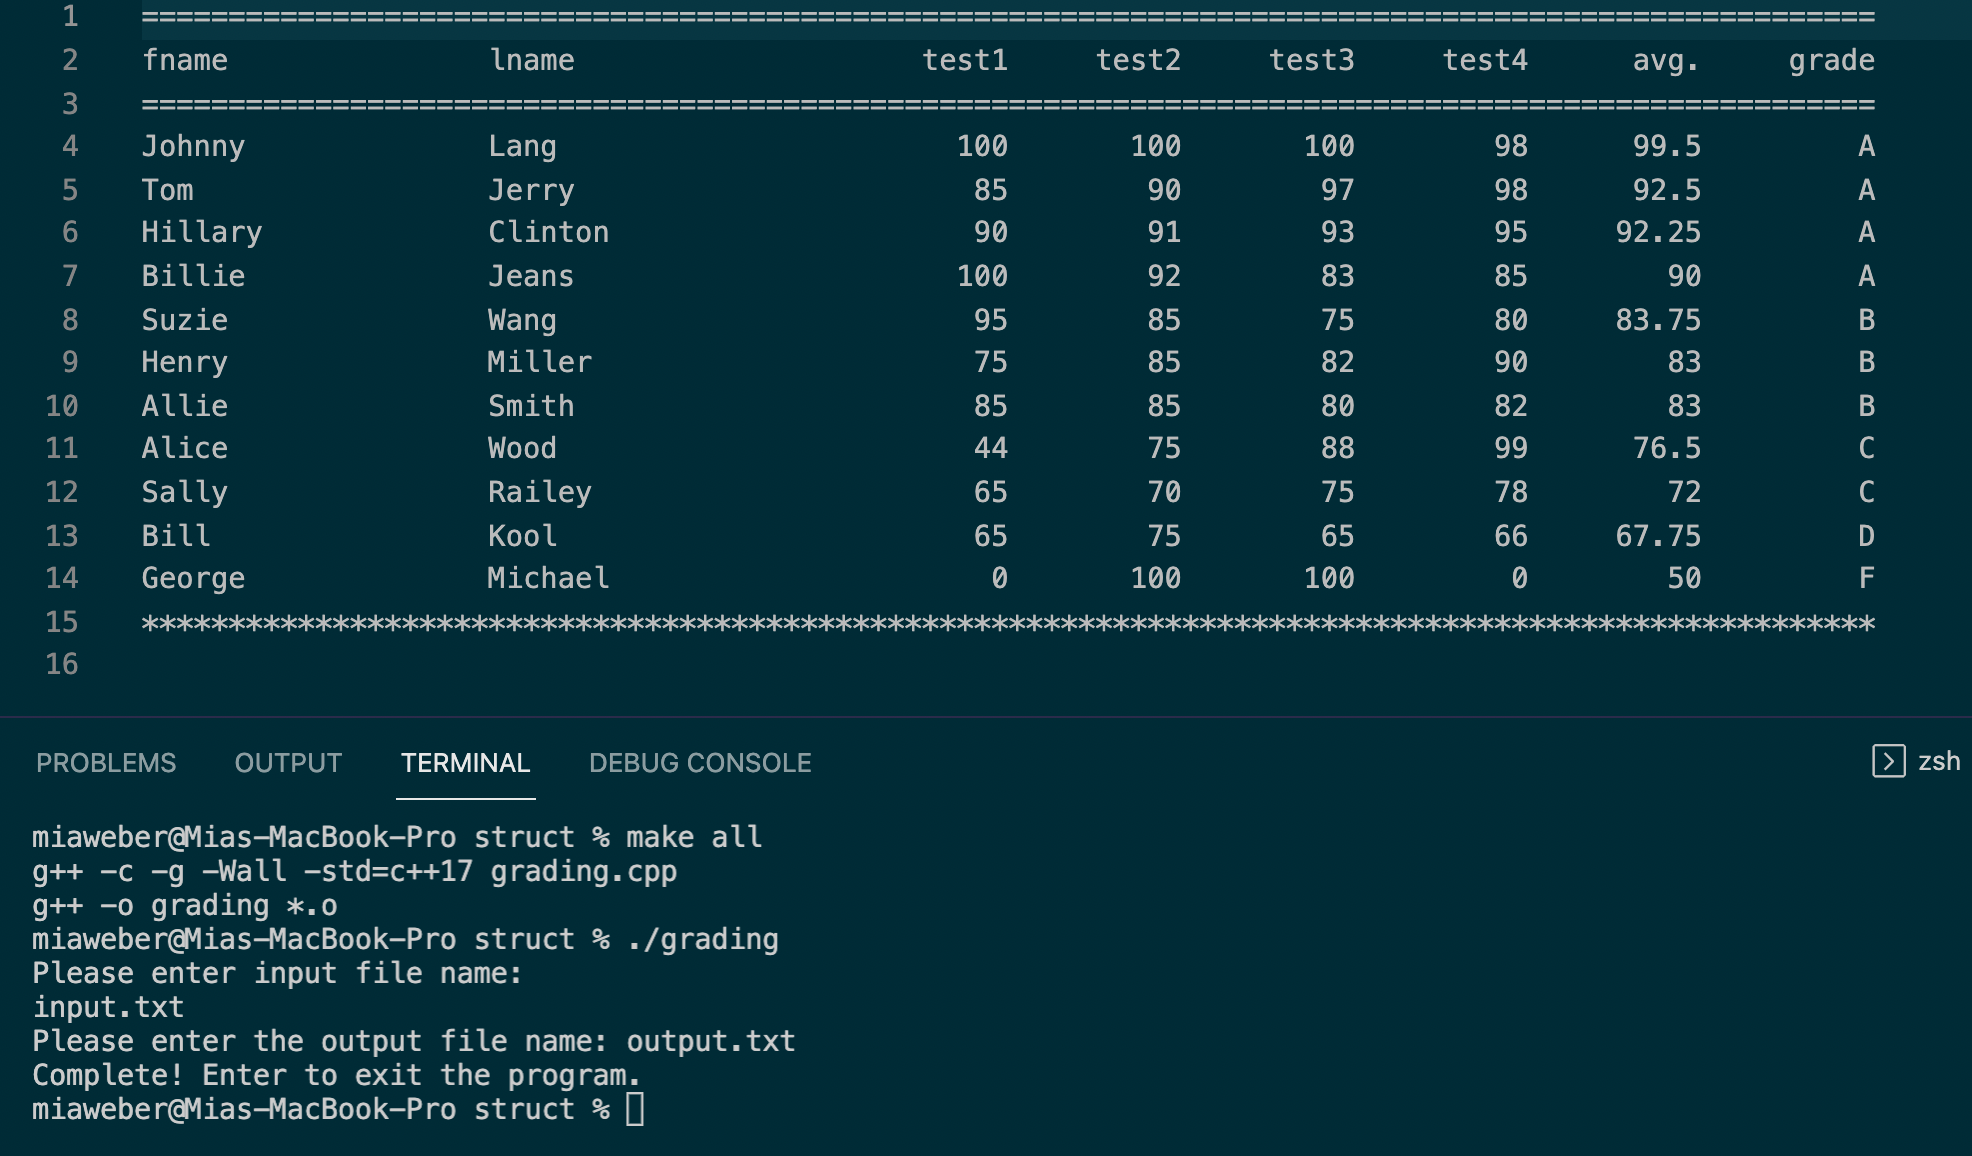 1 ====================================================================================================
2 fname lname test1 test2 test3 test4 avg. grade
3 ====================================================================================================
4 Johnny Lang 100 100 100 98 99.5 A
5 Tom Jerry 85 90 97 98 92.5 A
6 Hillary Clinton 90 91 93 95 92.25 A
7 Billie Jeans 100 92 83 85 90 A
8 Suzie Wang 95 85 75 80 83.75 B
9 Henry Miller 75 85 82 90 83 B
10 Allie Smith 85 85 80 82 83 B
11 Alice Wood 44 75 88 99 76.5 C
12 Sally Railey 65 70 75 78 72 C
13 Bill Kool 65 75 65 66 67.75 D
14 George Michael 0 100 100 0 50 F
15 ****************************************************************************************************
16
PROBLEMS OUTPUT TERMINAL DEBUG CONSOLE zsh
miaweber@Mias-MacBook-Pro struct % make all
g++ -c -g -Wall -std=c++17 grading.cpp
g++ -o grading *.o
miaweber@Mias-MacBook-Pro struct % ./grading
Please enter input file name:
input.txt
Please enter the output file name: output.txt
Complete! Enter to exit the program.
miaweber@Mias-MacBook-Pro struct %